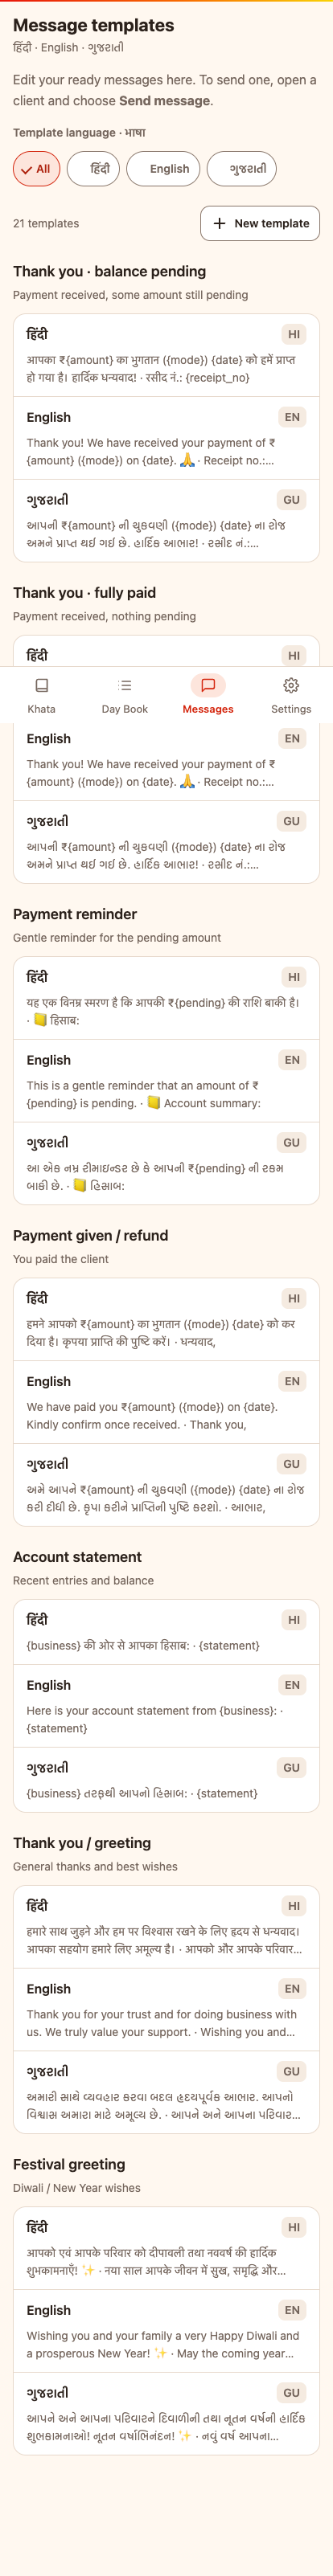 Message templates
हिंदी · English · ગુજરાતી
Edit your ready messages here. To send one, open a
client and choose Send message.
Template language · भाषा
All
हिंदी
English
ગુજરાતી
21 templates
New template
Thank you · balance pending
Payment received, some amount still pending
हिंदी HI
आपका ₹{amount} का भुगतान ({mode}) {date} को हमें प्राप्त
हो गया है। हार्दिक धन्यवाद! · रसीद नं.: {receipt_no}
English EN
Thank you! We have received your payment of ₹
{amount} ({mode}) on {date}. 🙏 · Receipt no.:...
ગુજરાતી GU
આપની ₹{amount} ની ચુકવણી ({mode}) {date} ના રોજ
અમને પ્રાપ્ત થઈ ગઈ છે. હાર્દિક આભાર! · રસીદ નં.:...
Thank you · fully paid
Payment received, nothing pending
हिंदी HI
Khata
Day Book
Messages
Settings
English EN
Thank you! We have received your payment of ₹
{amount} ({mode}) on {date}. 🙏 · Receipt no.:...
ગુજરાતી GU
આપની ₹{amount} ની ચુકવણી ({mode}) {date} ના રોજ
અમને પ્રાપ્ત થઈ ગઈ છે. હાર્દિક આભાર! · રસીદ નં.:...
Payment reminder
Gentle reminder for the pending amount
हिंदी HI
यह एक विनम्र स्मरण है कि आपकी ₹{pending} की राशि बाकी है।
· 📒 हिसाब:
English EN
This is a gentle reminder that an amount of ₹
{pending} is pending. · 📒 Account summary:
ગુજરાતી GU
આ એક નમ્ર રીમાઇન્ડર છે કે આપની ₹{pending} ની રકમ
બાકી છે. · 📒 હિસાબ:
Payment given / refund
You paid the client
हिंदी HI
हमने आपको ₹{amount} का भुगतान ({mode}) {date} को कर
दिया है। कृपया प्राप्ति की पुष्टि करें। · धन्यवाद,
English EN
We have paid you ₹{amount} ({mode}) on {date}.
Kindly confirm once received. · Thank you,
ગુજરાતી GU
અમે આપને ₹{amount} ની ચુકવણી ({mode}) {date} ના રોજ
કરી દીધી છે. કૃપા કરીને પ્રાપ્તિની પુષ્ટિ કરશો. · આભાર,
Account statement
Recent entries and balance
हिंदी HI
{business} की ओर से आपका हिसाब: · {statement}
English EN
Here is your account statement from {business}: ·
{statement}
ગુજરાતી GU
{business} તરફથી આપનો હિસાબ: · {statement}
Thank you / greeting
General thanks and best wishes
हिंदी HI
हमारे साथ जुड़ने और हम पर विश्वास रखने के लिए हृदय से धन्यवाद।
आपका सहयोग हमारे लिए अमूल्य है। · आपको और आपके परिवार...
English EN
Thank you for your trust and for doing business with
us. We truly value your support. · Wishing you and...
ગુજરાતી GU
અમારી સાથે વ્યવહાર કરવા બદલ હૃદયપૂર્વક આભાર. આપનો
વિશ્વાસ અમારા માટે અમૂલ્ય છે. · આપને અને આપના પરિવાર...
Festival greeting
Diwali / New Year wishes
हिंदी HI
आपको एवं आपके परिवार को दीपावली तथा नववर्ष की हार्दिक
शुभकामनाएँ! ✨ · नया साल आपके जीवन में सुख, समृद्धि और...
English EN
Wishing you and your family a very Happy Diwali and
a prosperous New Year! ✨ · May the coming year...
ગુજરાતી GU
આપને અને આપના પરિવારને દિવાળીની તથા નૂતન વર્ષની હાર્દિક
શુભકામનાઓ! નૂતન વર્ષાભિનંદન! ✨ · નવું વર્ષ આપના...